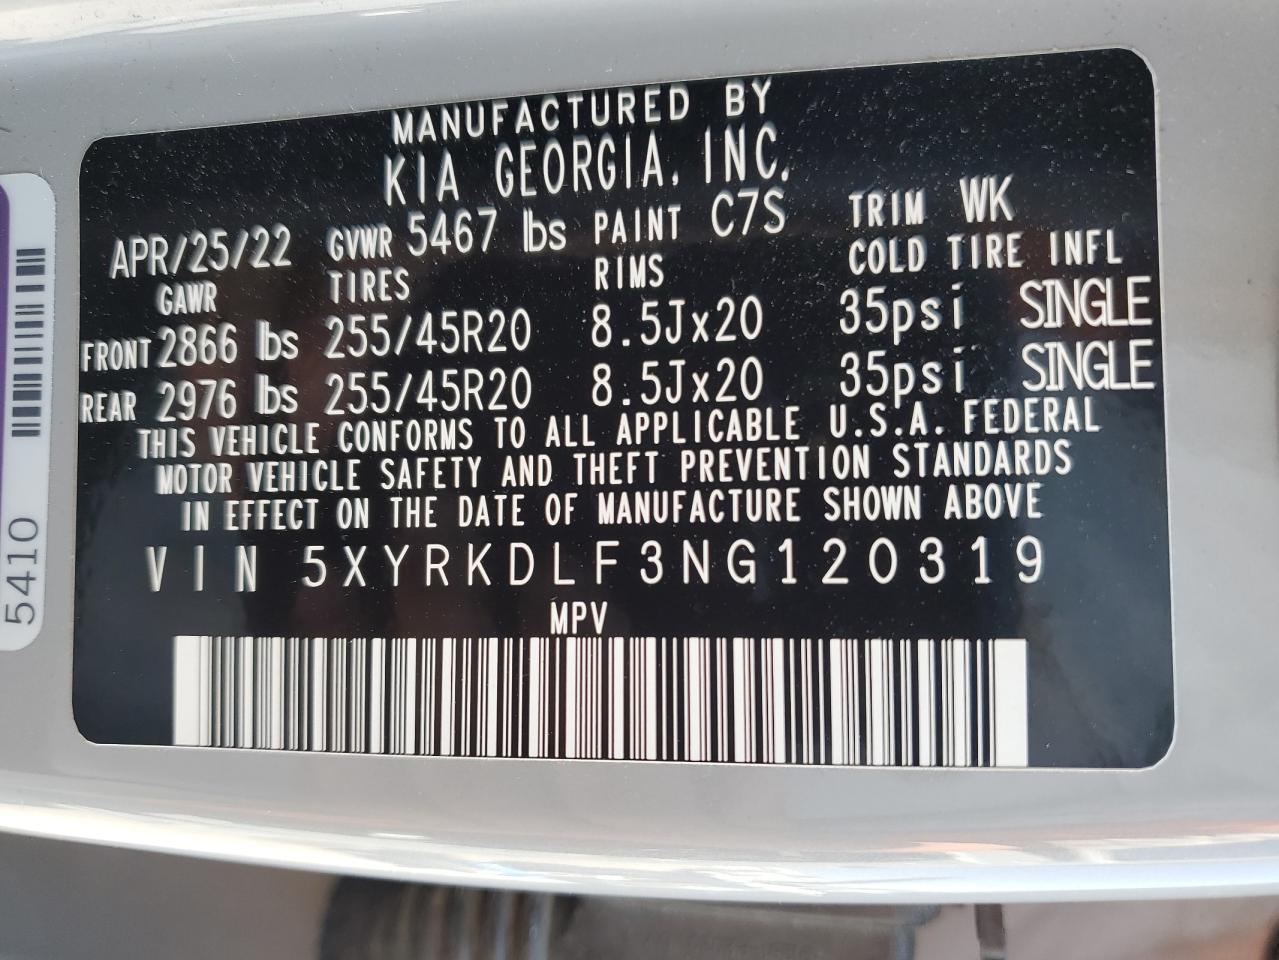 MANUFACTURED BY
KIA GEORGIA, INC.
APR/25/22 GVWR 5467 lbs PAINT C7S TRIM WK
GAWR TIRES RIMS COLD TIRE INFL
FRONT 2866 lbs 255/45R20 8.5Jx20 35psi SINGLE
REAR 2976 lbs 255/45R20 8.5Jx20 35psi SINGLE
THIS VEHICLE CONFORMS TO ALL APPLICABLE U.S.A. FEDERAL
MOTOR VEHICLE SAFETY AND THEFT PREVENTION STANDARDS
IN EFFECT ON THE DATE OF MANUFACTURE SHOWN ABOVE
VIN 5XYRKDLF3NG120319
MPV
5410